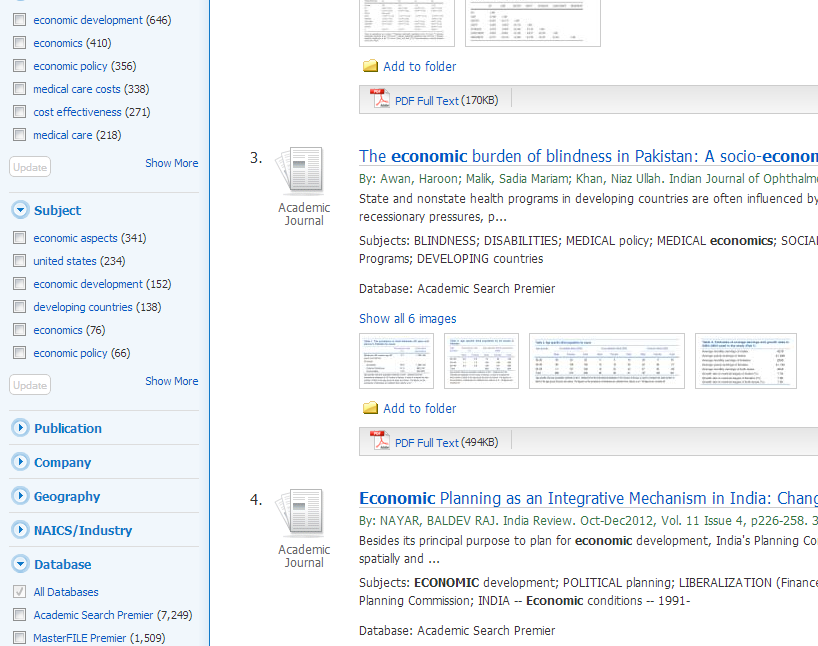 economic development (646)
economics (410)
economic policy (356)
medical care costs (338)
cost effectiveness (271)
medical care (218)
Update
Show More
Subject
economic aspects (341)
united states (234)
economic development (152)
developing countries (138)
economics (76)
economic policy (66)
Update
Show More
Publication
Company
Geography
NAICS/Industry
Database
All Databases
Academic Search Premier (7,249)
MasterFILE Premier (1,509)
Add to folder
PDF Full Text (170KB)
3.
Academic
Journal
The economic burden of blindness in Pakistan: A socio-econom
By: Awan, Haroon; Malik, Sadia Mariam; Khan, Niaz Ullah. Indian Journal of Ophthalmo
State and nonstate health programs in developing countries are often influenced by
recessionary pressures, p...
Subjects: BLINDNESS; DISABILITIES; MEDICAL policy; MEDICAL economics; SOCIA
Programs; DEVELOPING countries
Database: Academic Search Premier
Show all 6 images
Add to folder
PDF Full Text (494KB)
4.
Academic
Journal
Economic Planning as an Integrative Mechanism in India: Chang
By: NAYAR, BALDEV RAJ. India Review. Oct-Dec2012, Vol. 11 Issue 4, p226-258. 3
Besides its principal purpose to plan for economic development, India's Planning Co
spatially and ...
Subjects: ECONOMIC development; POLITICAL planning; LIBERALIZATION (Finance
Planning Commission; INDIA -- Economic conditions -- 1991-
Database: Academic Search Premier